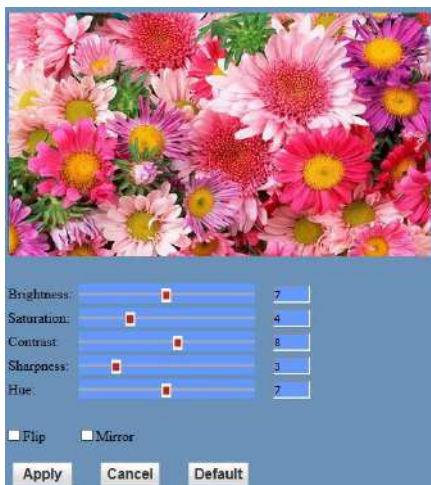 Brightness: 7
Saturation: 4
Contrast: 8
Sharpness: 3
Hue: 7
Flip Mirror
Apply Cancel Default